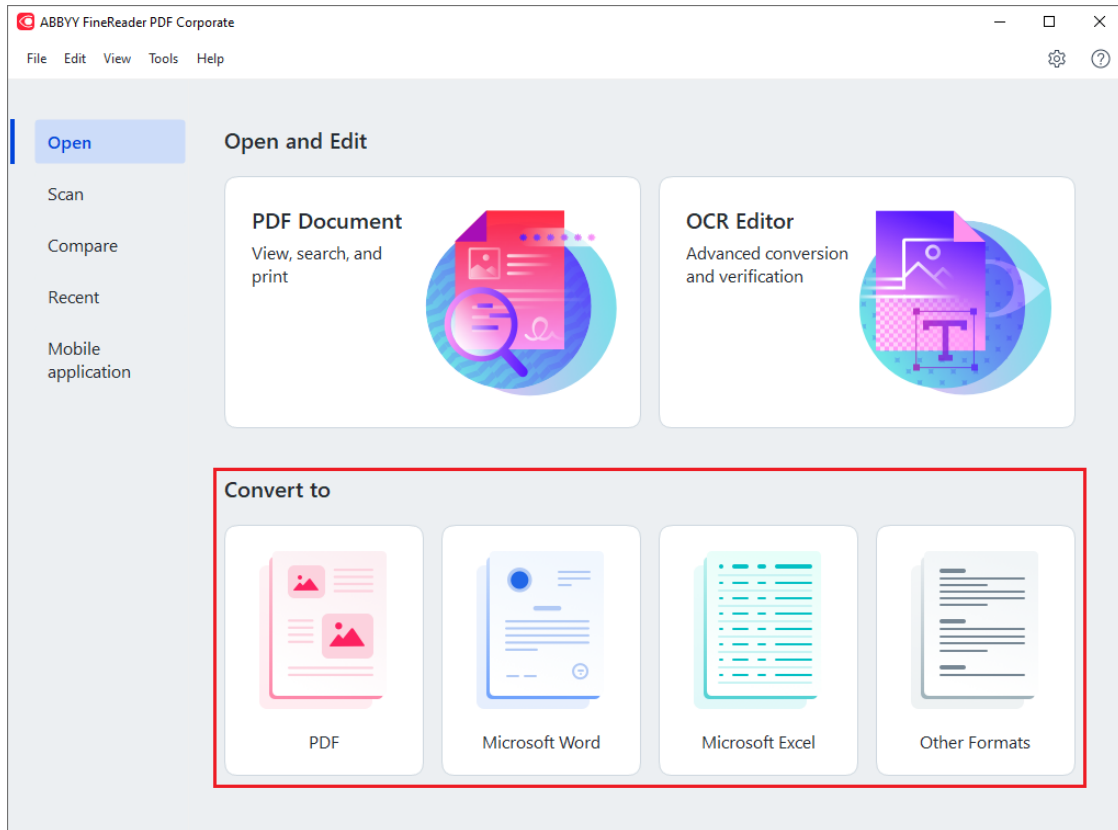 ABBYY FineReader PDF Corporate
File Edit View Tools Help
Open
Scan
Compare
Recent
Mobile
application
Open and Edit
PDF Document
View, search, and
print
OCR Editor
Advanced conversion
and verification
T
Convert to
PDF
Microsoft Word
Microsoft Excel
Other Formats